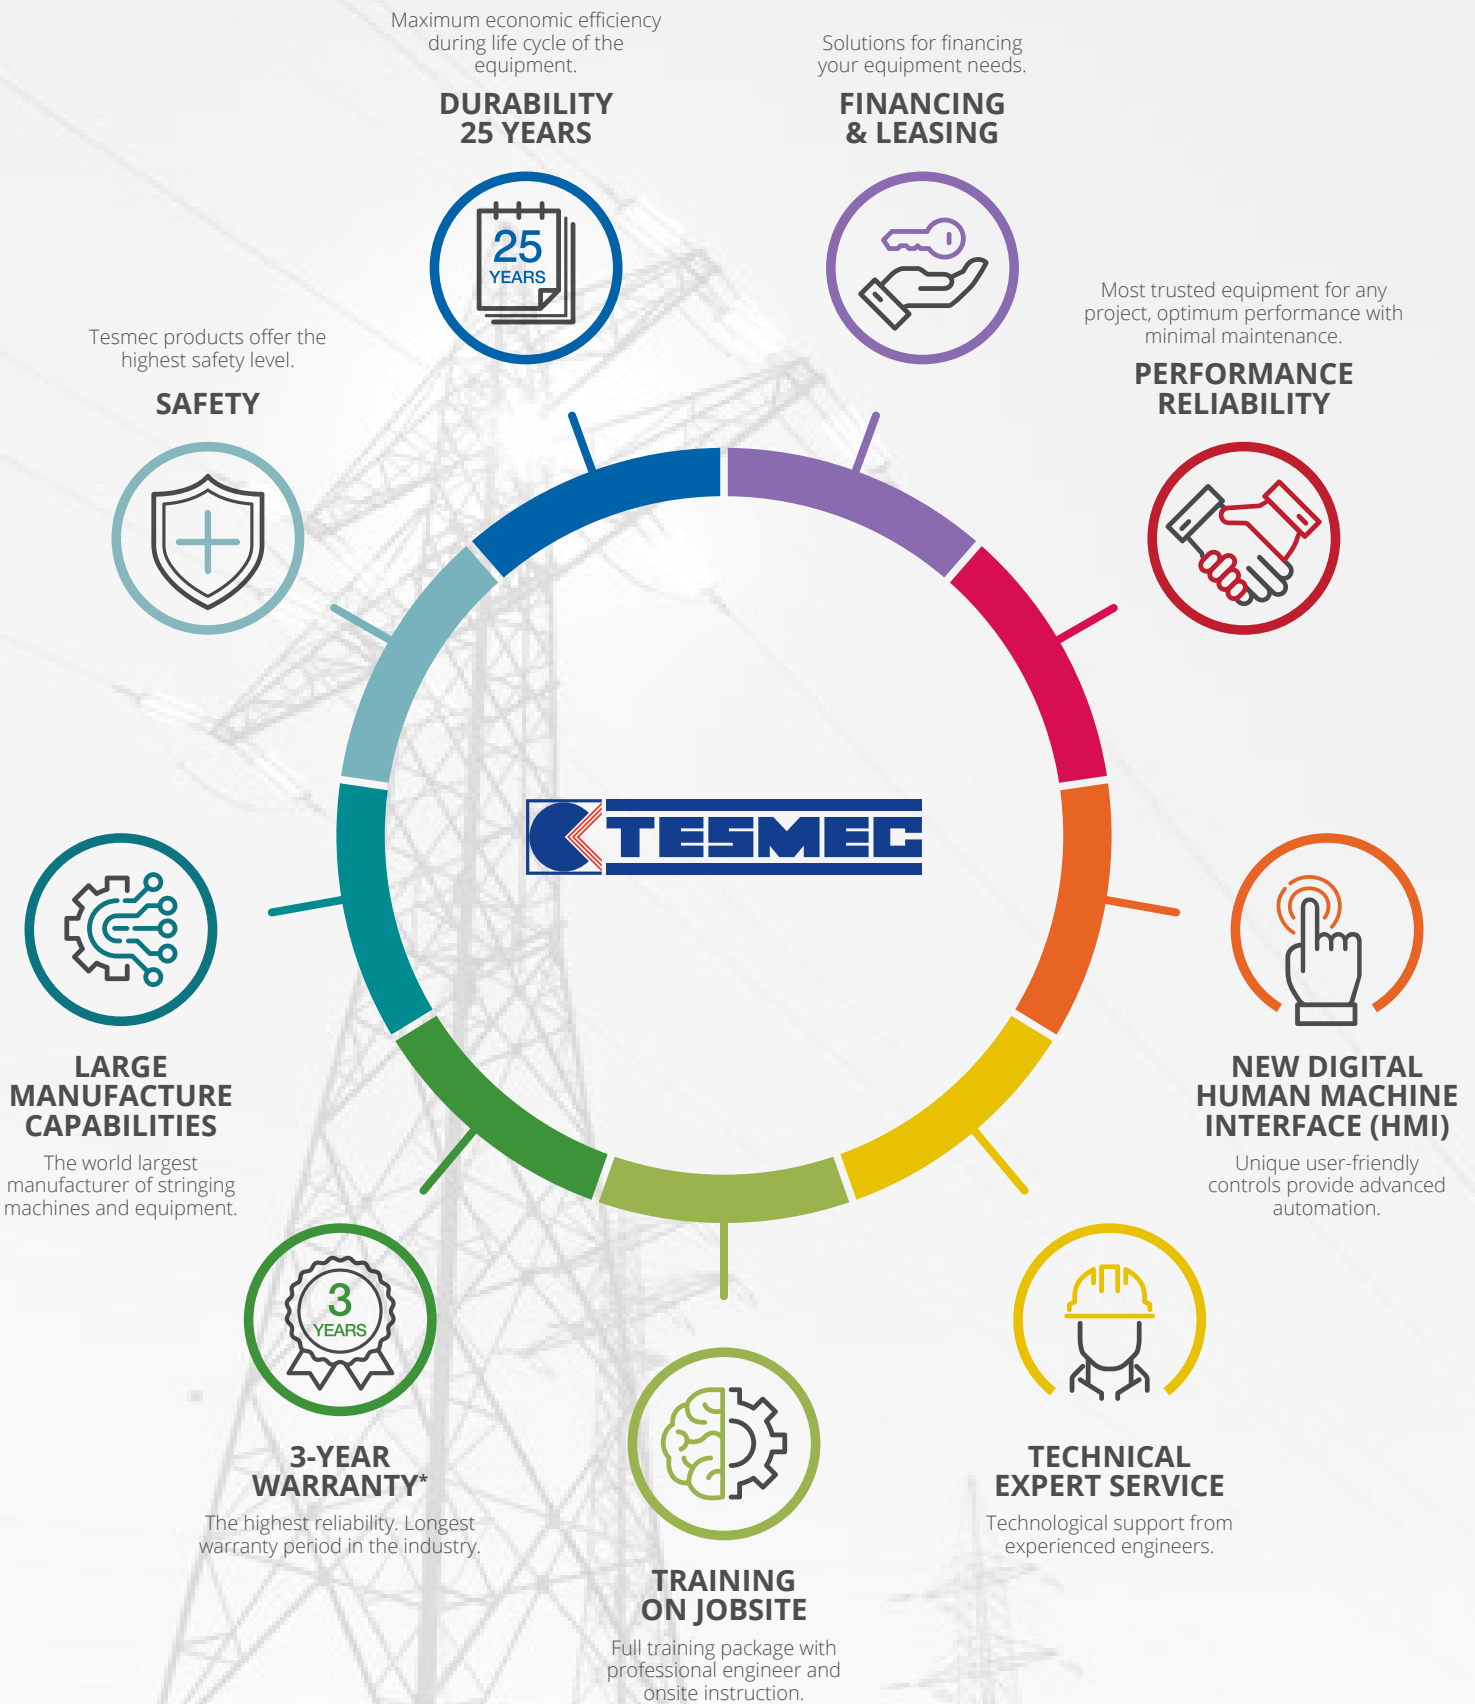 Maximum economic efficiency
during life cycle of the
equipment.
DURABILITY
25 YEARS
25
YEARS
Solutions for financing
your equipment needs.
FINANCING
& LEASING
Most trusted equipment for any
project, optimum performance with
minimal maintenance.
PERFORMANCE
RELIABILITY
Tesmec products offer the
highest safety level.
SAFETY
TESMEC
LARGE
MANUFACTURE
CAPABILITIES
The world largest
manufacturer of stringing
machines and equipment.
NEW DIGITAL
HUMAN MACHINE
INTERFACE (HMI)
Unique user-friendly
controls provide advanced
automation.
3
YEARS
3-YEAR
WARRANTY*
The highest reliability. Longest
warranty period in the industry.
TECHNICAL
EXPERT SERVICE
Technological support from
experienced engineers.
TRAINING
ON JOBSITE
Full training package with
professional engineer and
onsite instruction.